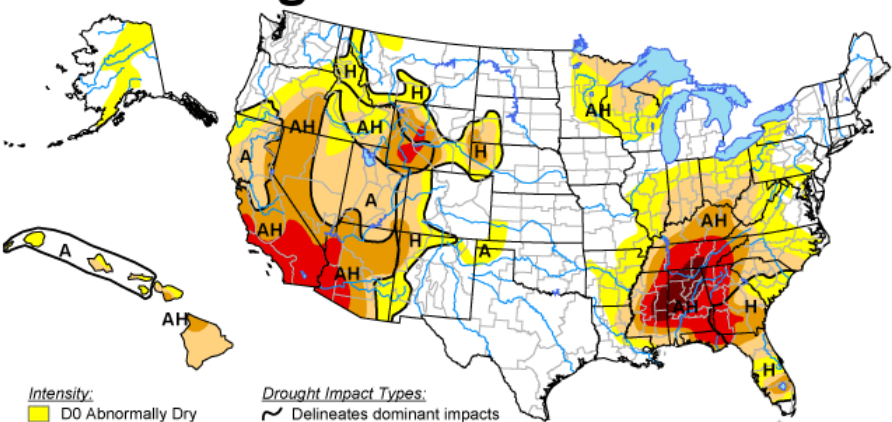 H
H
AH
AH
AH
H
A
AH
A
AH
H
A
AH
AH
H
AH
A
AH
H
Intensity:
D0 Abnormally Dry
Drought Impact Types:
Delineates dominant impacts